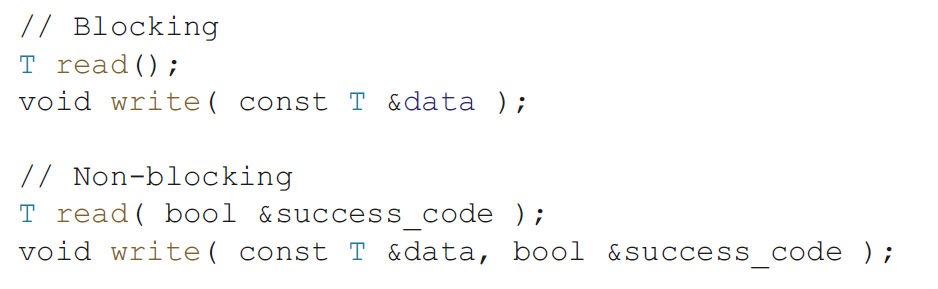 // Blocking
T read();
void write( const T &data );
// Non-blocking
T read( bool &success_code );
void write( const T &data, bool &success_code );